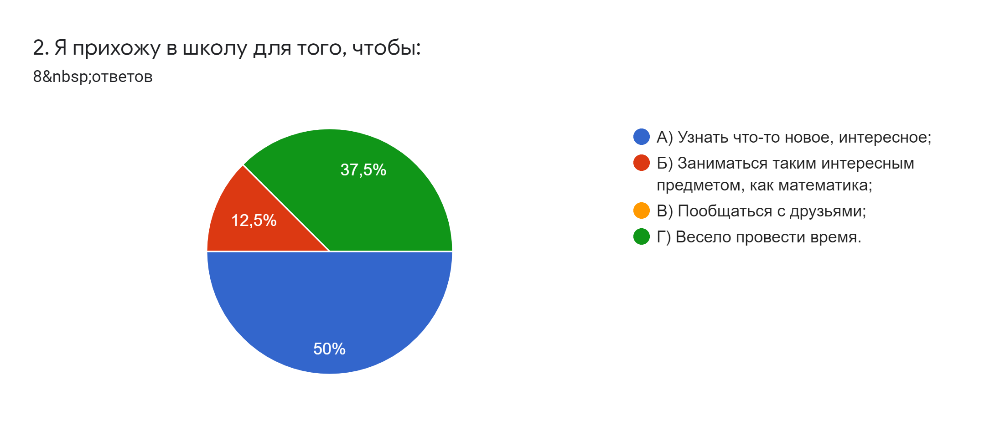 2. Я прихожу в школу для того, чтобы:
8&nbsp;ответов
37,5%
12,5%
50%
А) Узнать что-то новое, интересное;
Б) Заниматься таким интересным
предметом, как математика;
В) Пообщаться с друзьями;
Г) Весело провести время.